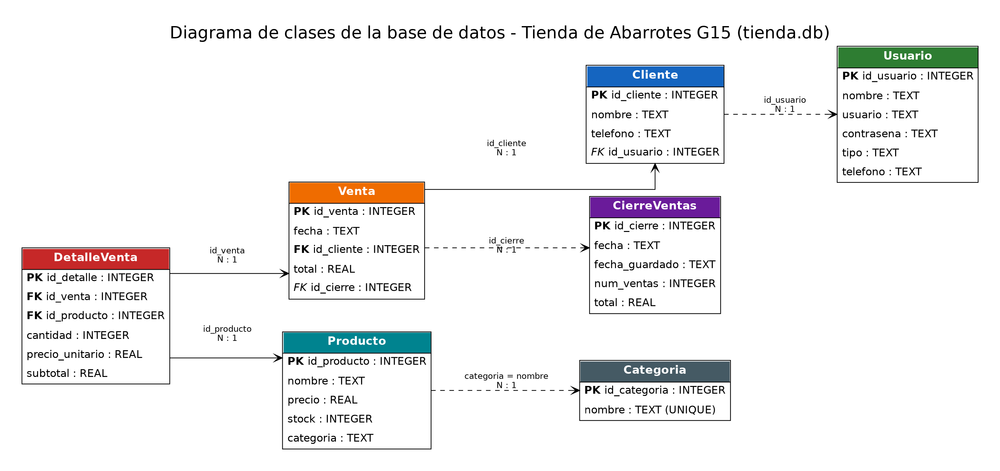 Diagrama de clases de la base de datos - Tienda de Abarrotes G15 (tienda.db)
Usuario
PK id_usuario : INTEGER
nombre : TEXT
usuario : TEXT
contrasena : TEXT
tipo : TEXT
telefono : TEXT
Cliente
PK id_cliente : INTEGER
nombre : TEXT
telefono : TEXT
FK id_usuario : INTEGER
id_usuario
N : 1
id_cliente
N : 1
Venta
PK id_venta : INTEGER
fecha : TEXT
FK id_cliente : INTEGER
total : REAL
FK id_cierre : INTEGER
CierreVentas
PK id_cierre : INTEGER
fecha : TEXT
fecha_guardado : TEXT
num_ventas : INTEGER
total : REAL
id_cierre
N : 1
DetalleVenta
PK id_detalle : INTEGER
FK id_venta : INTEGER
FK id_producto : INTEGER
cantidad : INTEGER
precio_unitario : REAL
subtotal : REAL
id_venta
N : 1
id_producto
N : 1
Producto
PK id_producto : INTEGER
nombre : TEXT
precio : REAL
stock : INTEGER
categoria : TEXT
categoria = nombre
N : 1
Categoria
PK id_categoria : INTEGER
nombre : TEXT (UNIQUE)